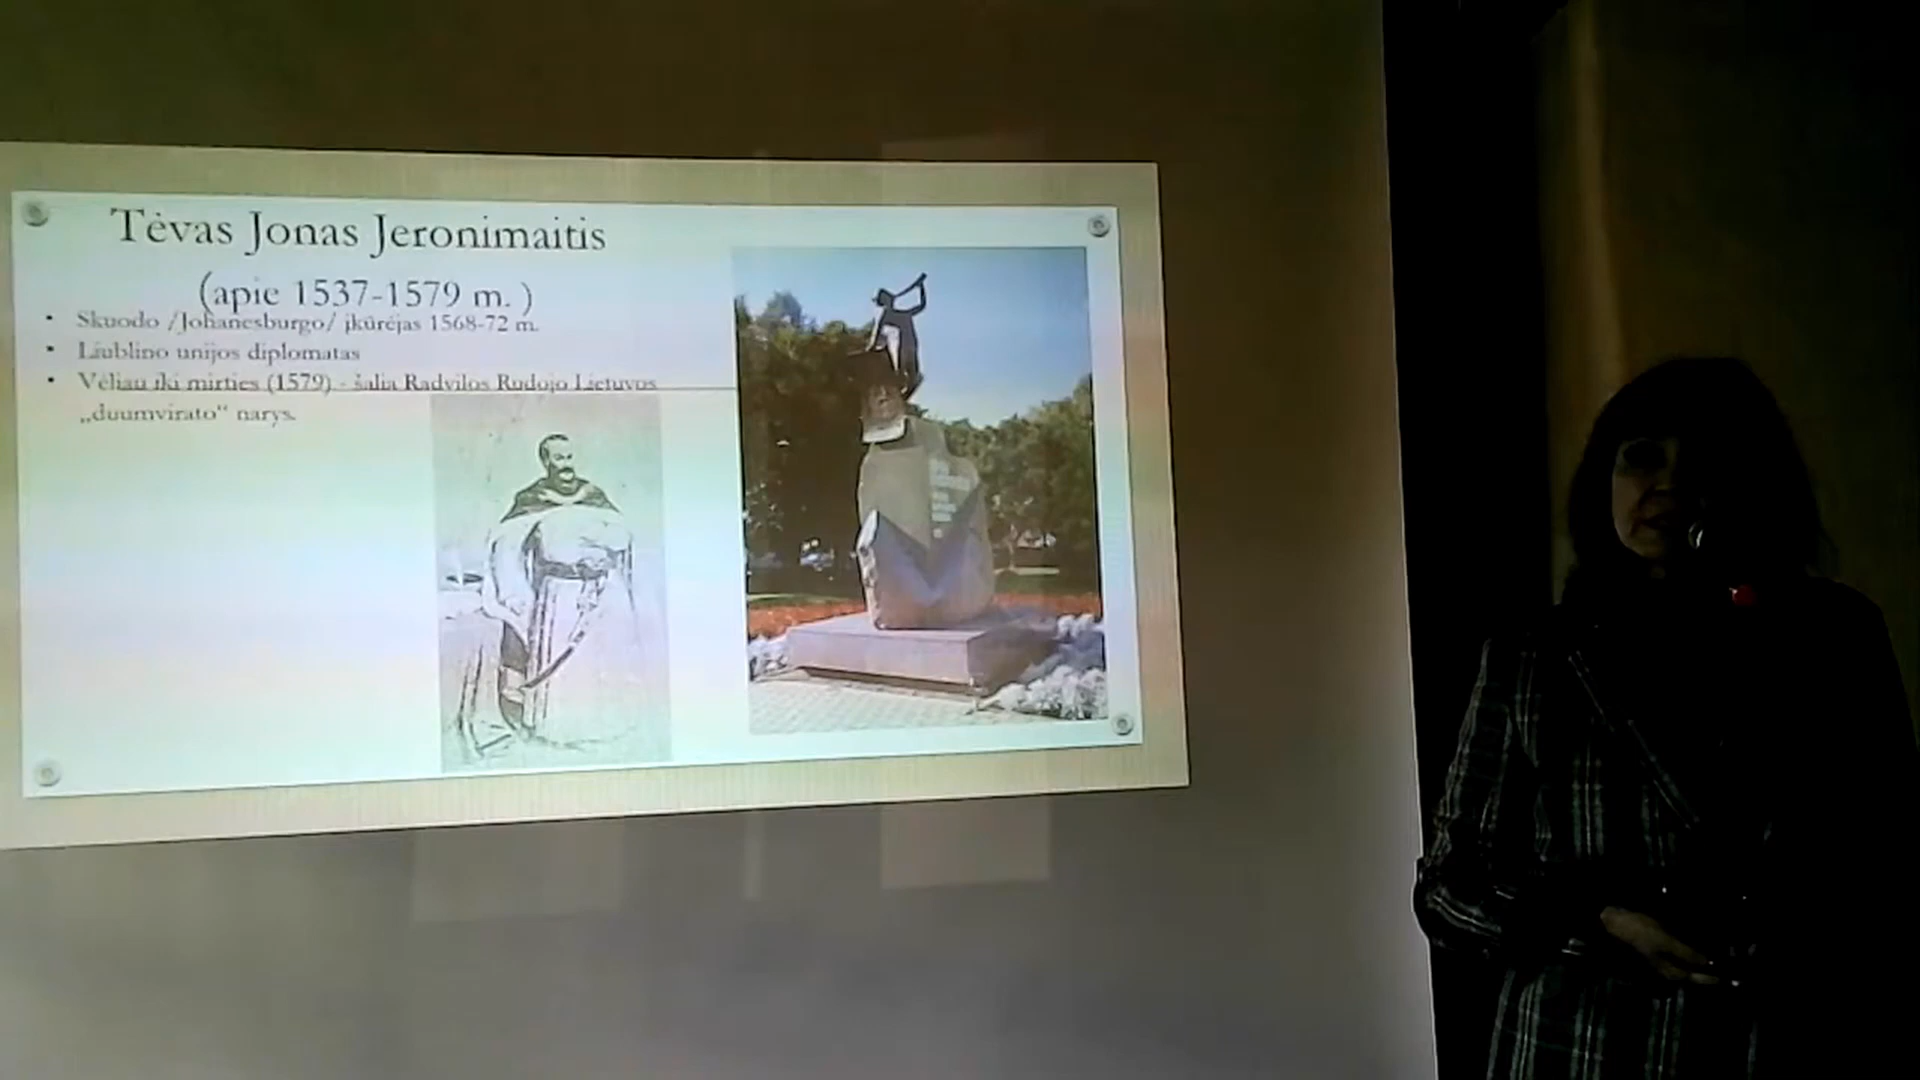 Tėvas Jonas Jeronimaitis
(apie 1537-1579 m. )
• Skuodo /Johanesburgo/ įkūrėjas 1568-72 m.
• Liublino unijos diplomatas
• Vėliau iki mirties (1579) - šalia Radvilos Rudojo Lietuvos
„duumvirato“ narys.